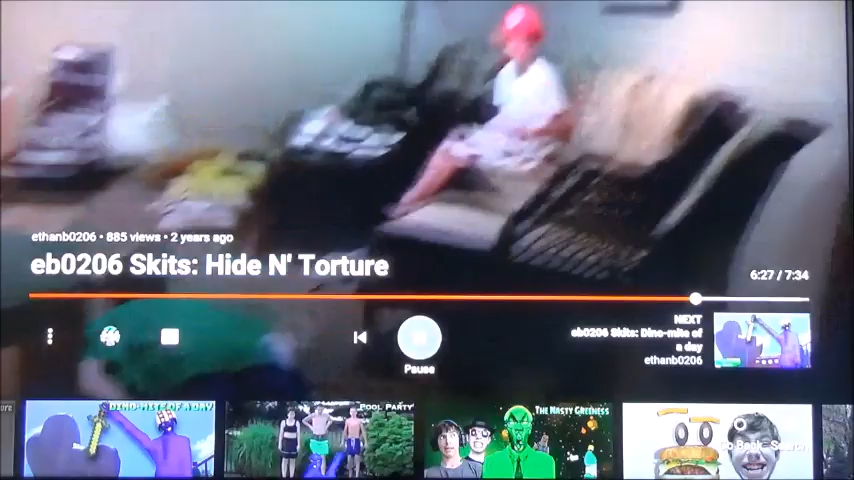 ethanb0206 • 885 views • 2 years ago
eb0206 Skits: Hide N' Torture
6:27 / 7:34
NEXT
eb0206 Skits: Dino-mite of
a day
ethanb0206
Pause
DINO-MITE OF A DAY
POOL PARTY
THE NASTY GREENESS
Go Back Search